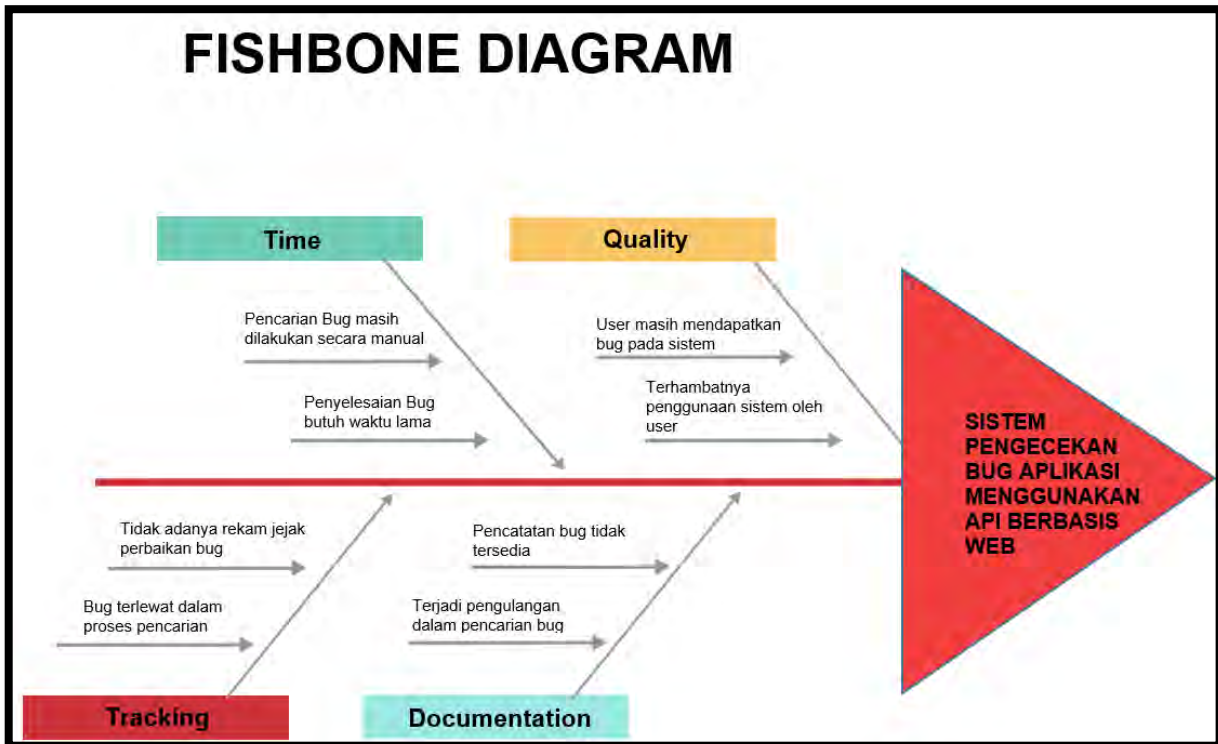 FISHBONE DIAGRAM
Time
Quality
Pencarian Bug masih
dilakukan secara manual
User masih mendapatkan
bug pada sistem
Penyelesaian Bug
butuh waktu lama
Terhambatnya
penggunaan sistem oleh
user
SISTEM
PENGECEKAN
BUG APLIKASI
MENGGUNAKAN
API BERBASIS
WEB
Tidak adanya rekam jejak
perbaikan bug
Pencatatan bug tidak
tersedia
Bug terlewat dalam
proses pencarian
Terjadi pengulangan
dalam pencarian bug
Tracking
Documentation